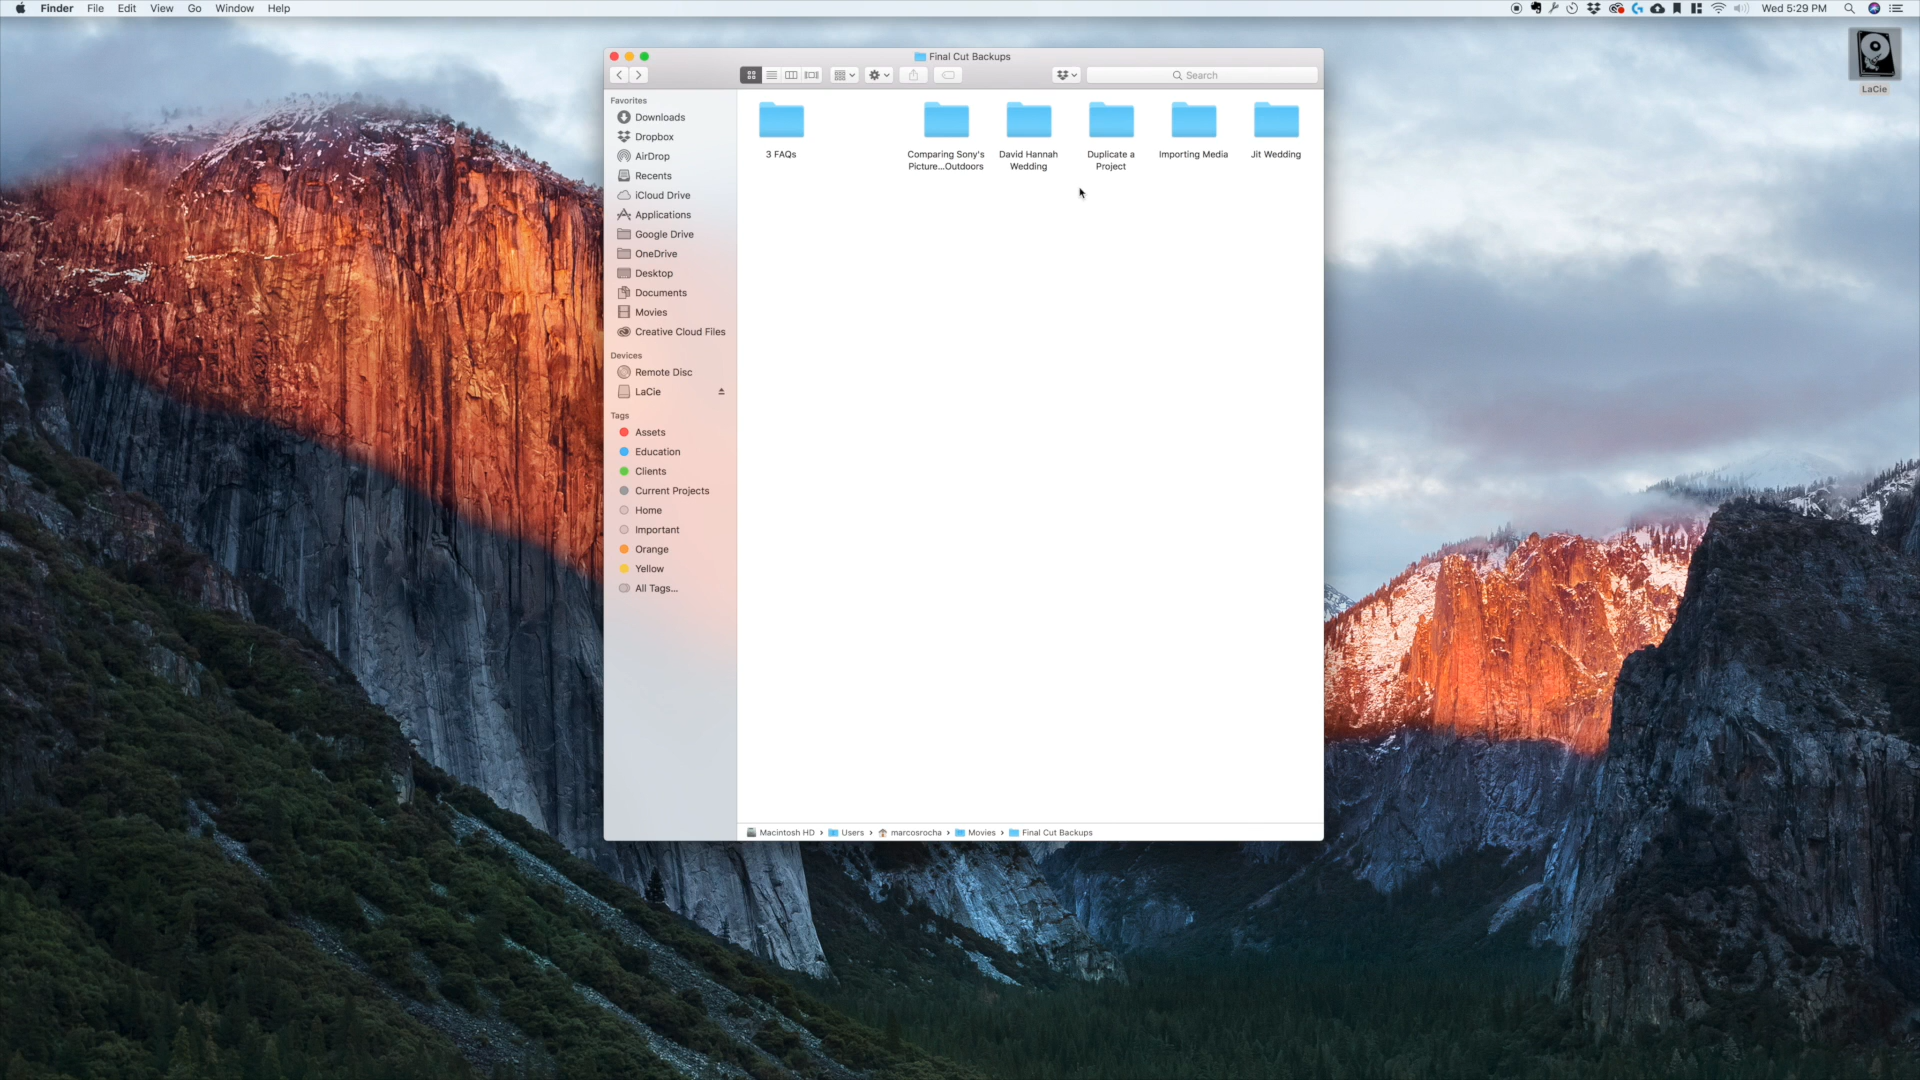 Finder File Edit View Go Window Help
Wed 5:29 PM
LaCie
Final Cut Backups
Search
Favorites
Downloads
Dropbox
AirDrop
Recents
iCloud Drive
Applications
Google Drive
OneDrive
Desktop
Documents
Movies
Creative Cloud Files
Devices
Remote Disc
LaCie
Tags
Assets
Education
Clients
Current Projects
Home
Important
Orange
Yellow
All Tags...
3 FAQs
Comparing Sony's
Picture...Outdoors
David Hannah
Wedding
Duplicate a
Project
Importing Media
Jit Wedding
Macintosh HD › Users › marcosrocha › Movies › Final Cut Backups